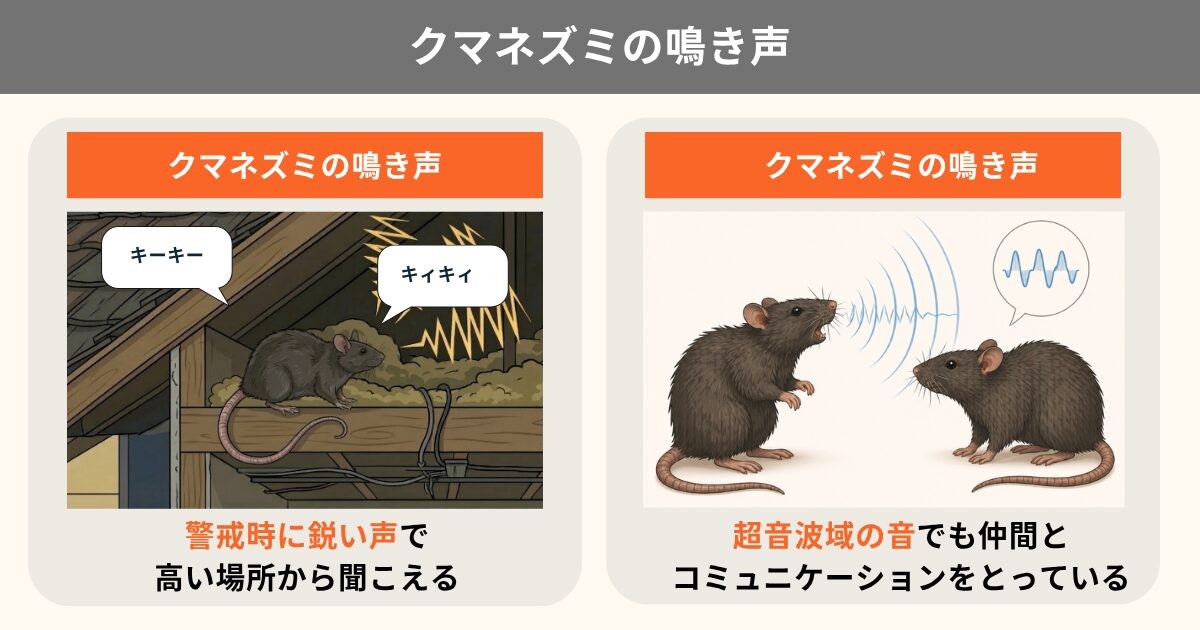 クマネズミの鳴き声
クマネズミの鳴き声
キーキー
キィキィ
警戒時に鋭い声で
高い場所から聞こえる
クマネズミの鳴き声
超音波域の音でも仲間と
コミュニケーションをとっている